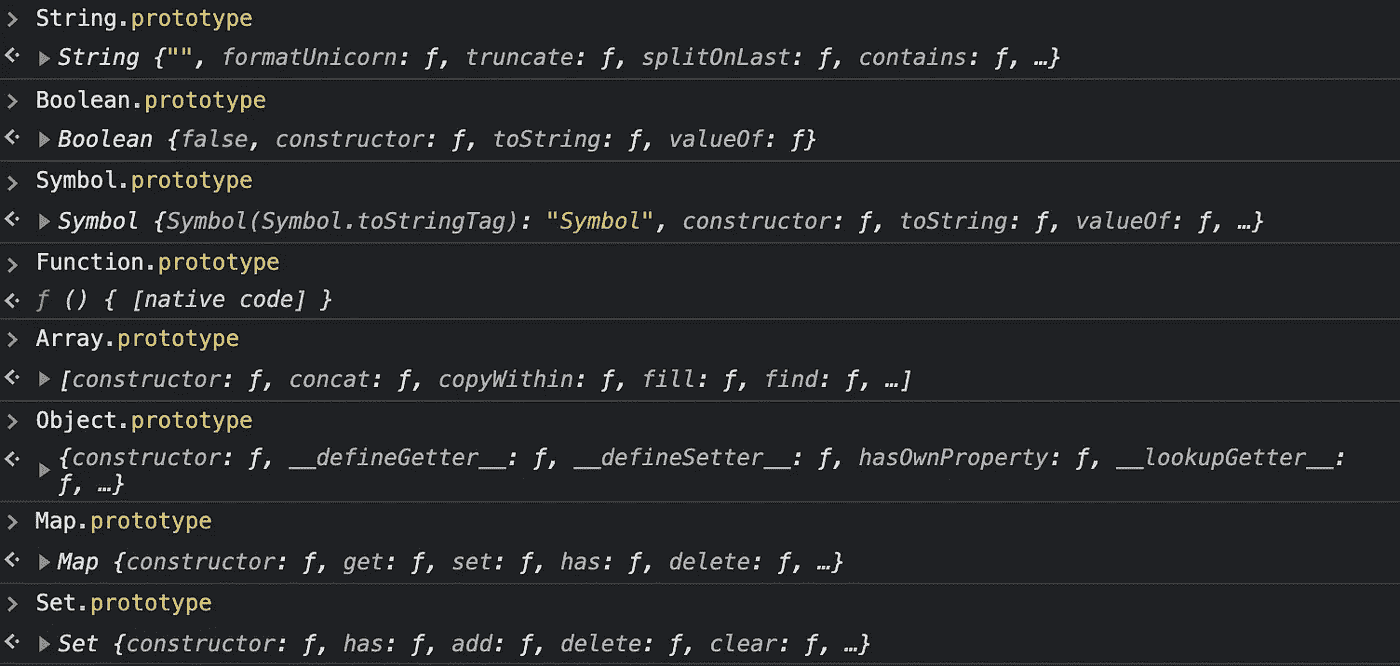 > String.prototype
<· ▶String {"", formatUnicorn: ƒ, truncate: ƒ, splitOnLast: ƒ, contains: ƒ, …}
> Boolean.prototype
<· ▶Boolean {false, constructor: ƒ, toString: ƒ, valueOf: ƒ}
> Symbol.prototype
<· ▶Symbol {Symbol(Symbol.toStringTag): "Symbol", constructor: ƒ, toString: ƒ, valueOf: ƒ, …}
> Function.prototype
<· ƒ () { [native code] }
> Array.prototype
<· ▶[constructor: ƒ, concat: ƒ, copyWithin: ƒ, fill: ƒ, find: ƒ, …]
> Object.prototype
<· ▶{constructor: ƒ, __defineGetter__: ƒ, __defineSetter__: ƒ, hasOwnProperty: ƒ, __lookupGetter__:
ƒ, …}
> Map.prototype
<· ▶Map {constructor: ƒ, get: ƒ, set: ƒ, has: ƒ, delete: ƒ, …}
> Set.prototype
<· ▶Set {constructor: ƒ, has: ƒ, add: ƒ, delete: ƒ, clear: ƒ, …}